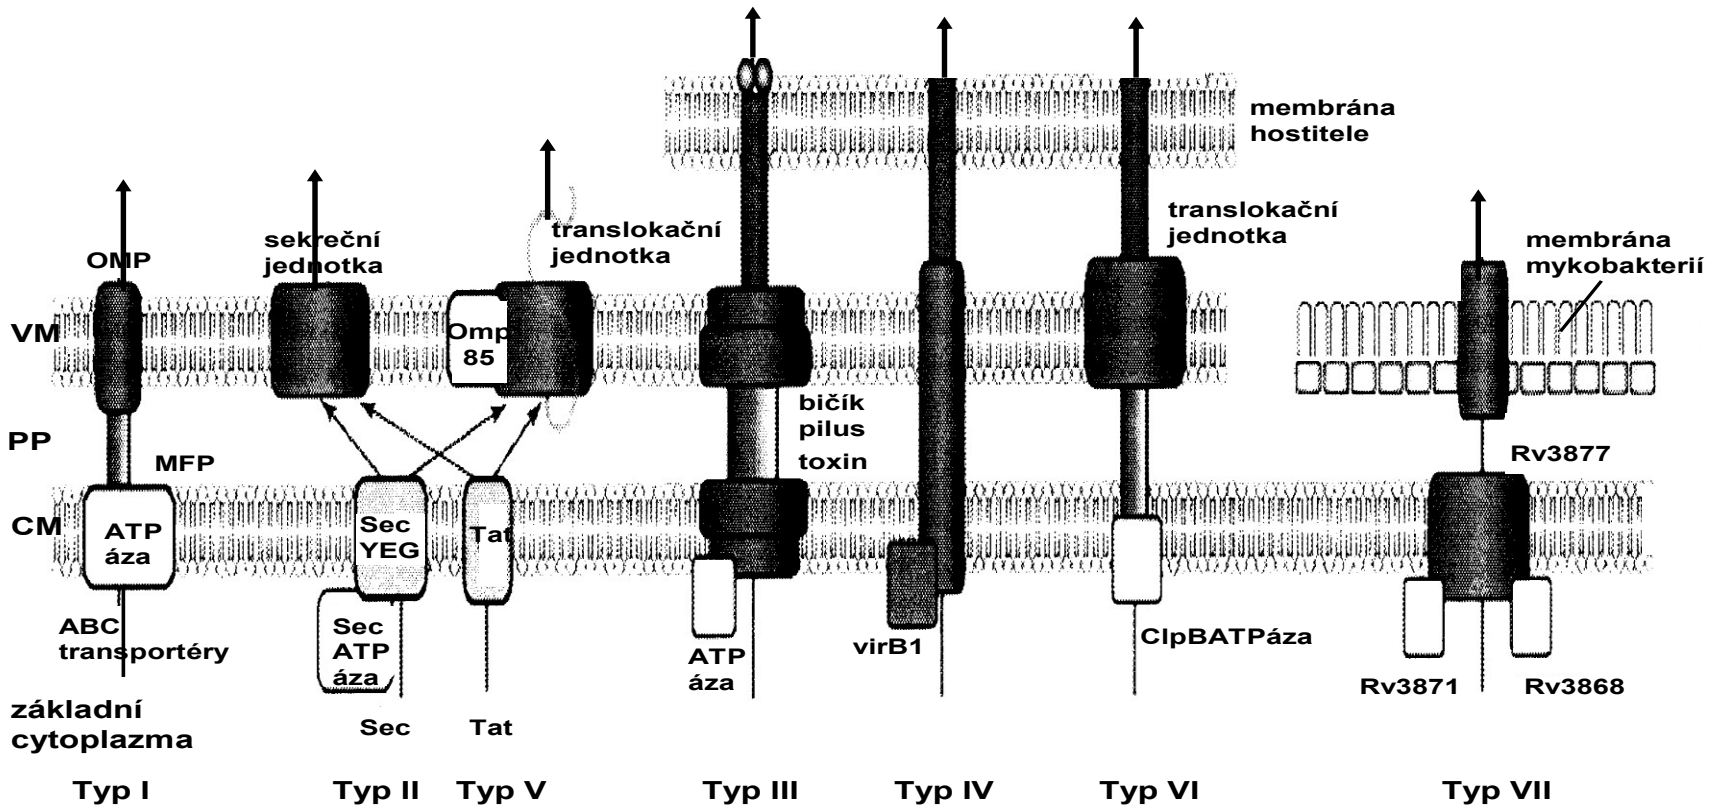 membrána
hostitele
translokační
jednotka
sekreční
jednotka
translokační
jednotka
membrána
mykobakterií
OMP
VM
Omp
85
bičík
pilus
toxin
PP
MFP
Rv3877
CM
ATP
áza
Sec
YEG
Tat
ABC
transportéry
Sec
ATP
áza
ATP
áza
virB1
ClpBATPáza
Rv3871
Rv3868
základní
cytoplazma
Sec
Tat
Typ I
Typ II
Typ V
Typ III
Typ IV
Typ VI
Typ VII